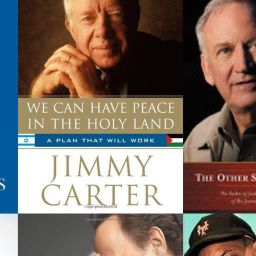 WE CAN HAVE PEACE
IN THE HOLY LAND
A PLAN THAT WILL WORK
JIMMY
CARTER
S
THE OTHER S